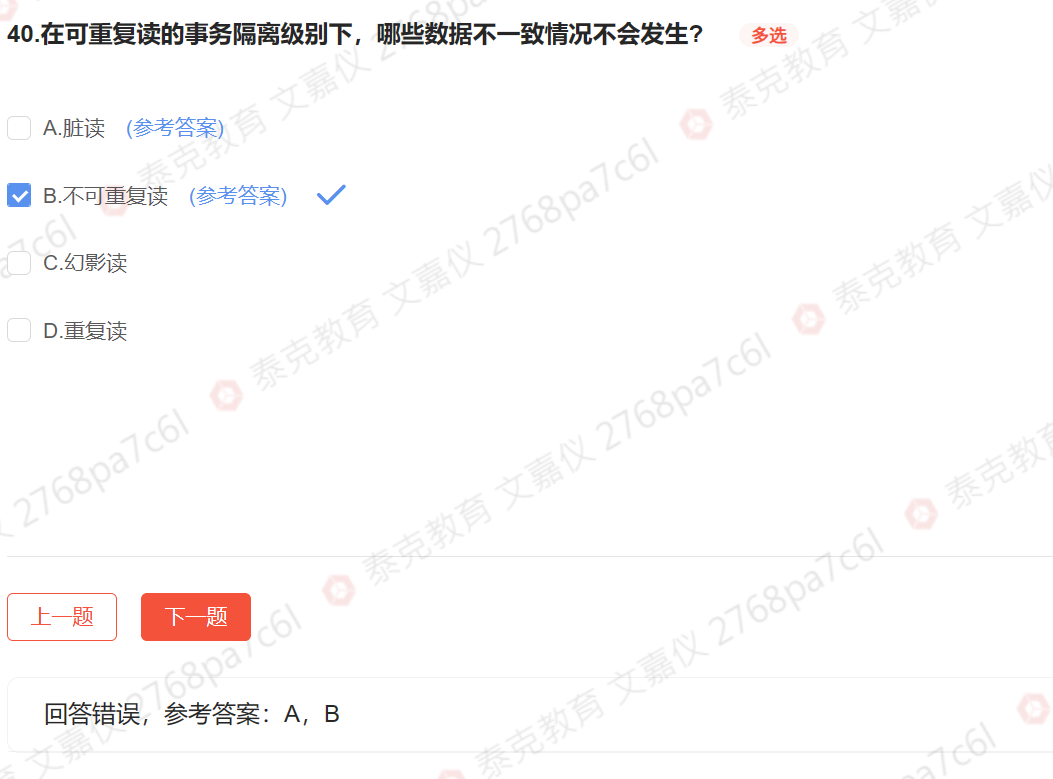 40.在可重复读的事务隔离级别下，哪些数据不一致情况不会发生? 多选
A.脏读 (参考答案)
B.不可重复读 (参考答案)
C.幻影读
D.重复读
上一题 下一题
回答错误，参考答案：A，B
泰克教育 文嘉仪 2768pa7c6l